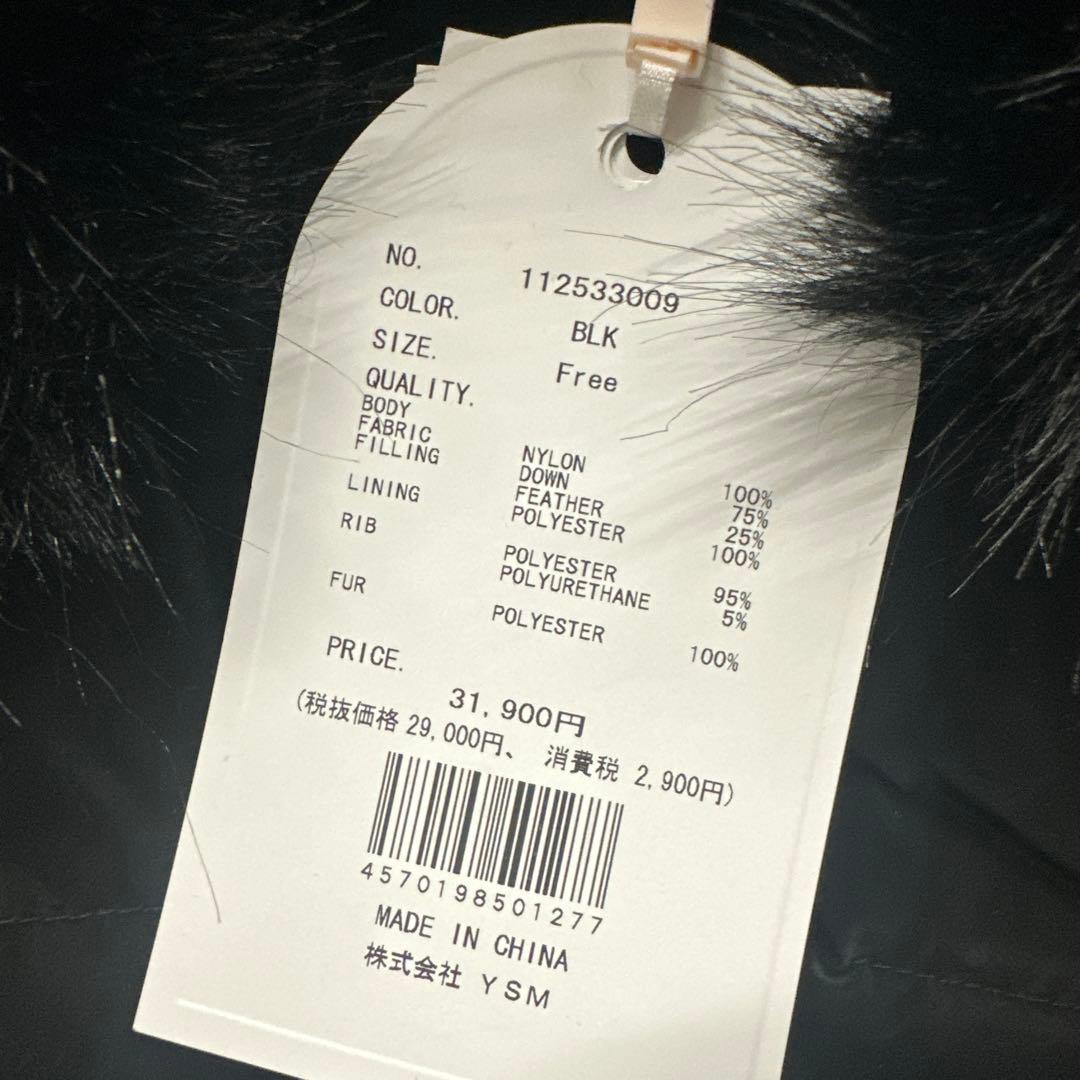 NO. 112533009
COLOR. BLK
SIZE. Free
QUALITY.
BODY
FABRIC NYLON 100%
FILLING DOWN 75%
FEATHER 25%
LINING POLYESTER 100%
RIB POLYESTER 95%
POLYURETHANE 5%
FUR POLYESTER 100%
PRICE. 31,900円
(税抜価格 29,000円、 消費税 2,900円)
4570198501277
MADE IN CHINA
株式会社 YSM